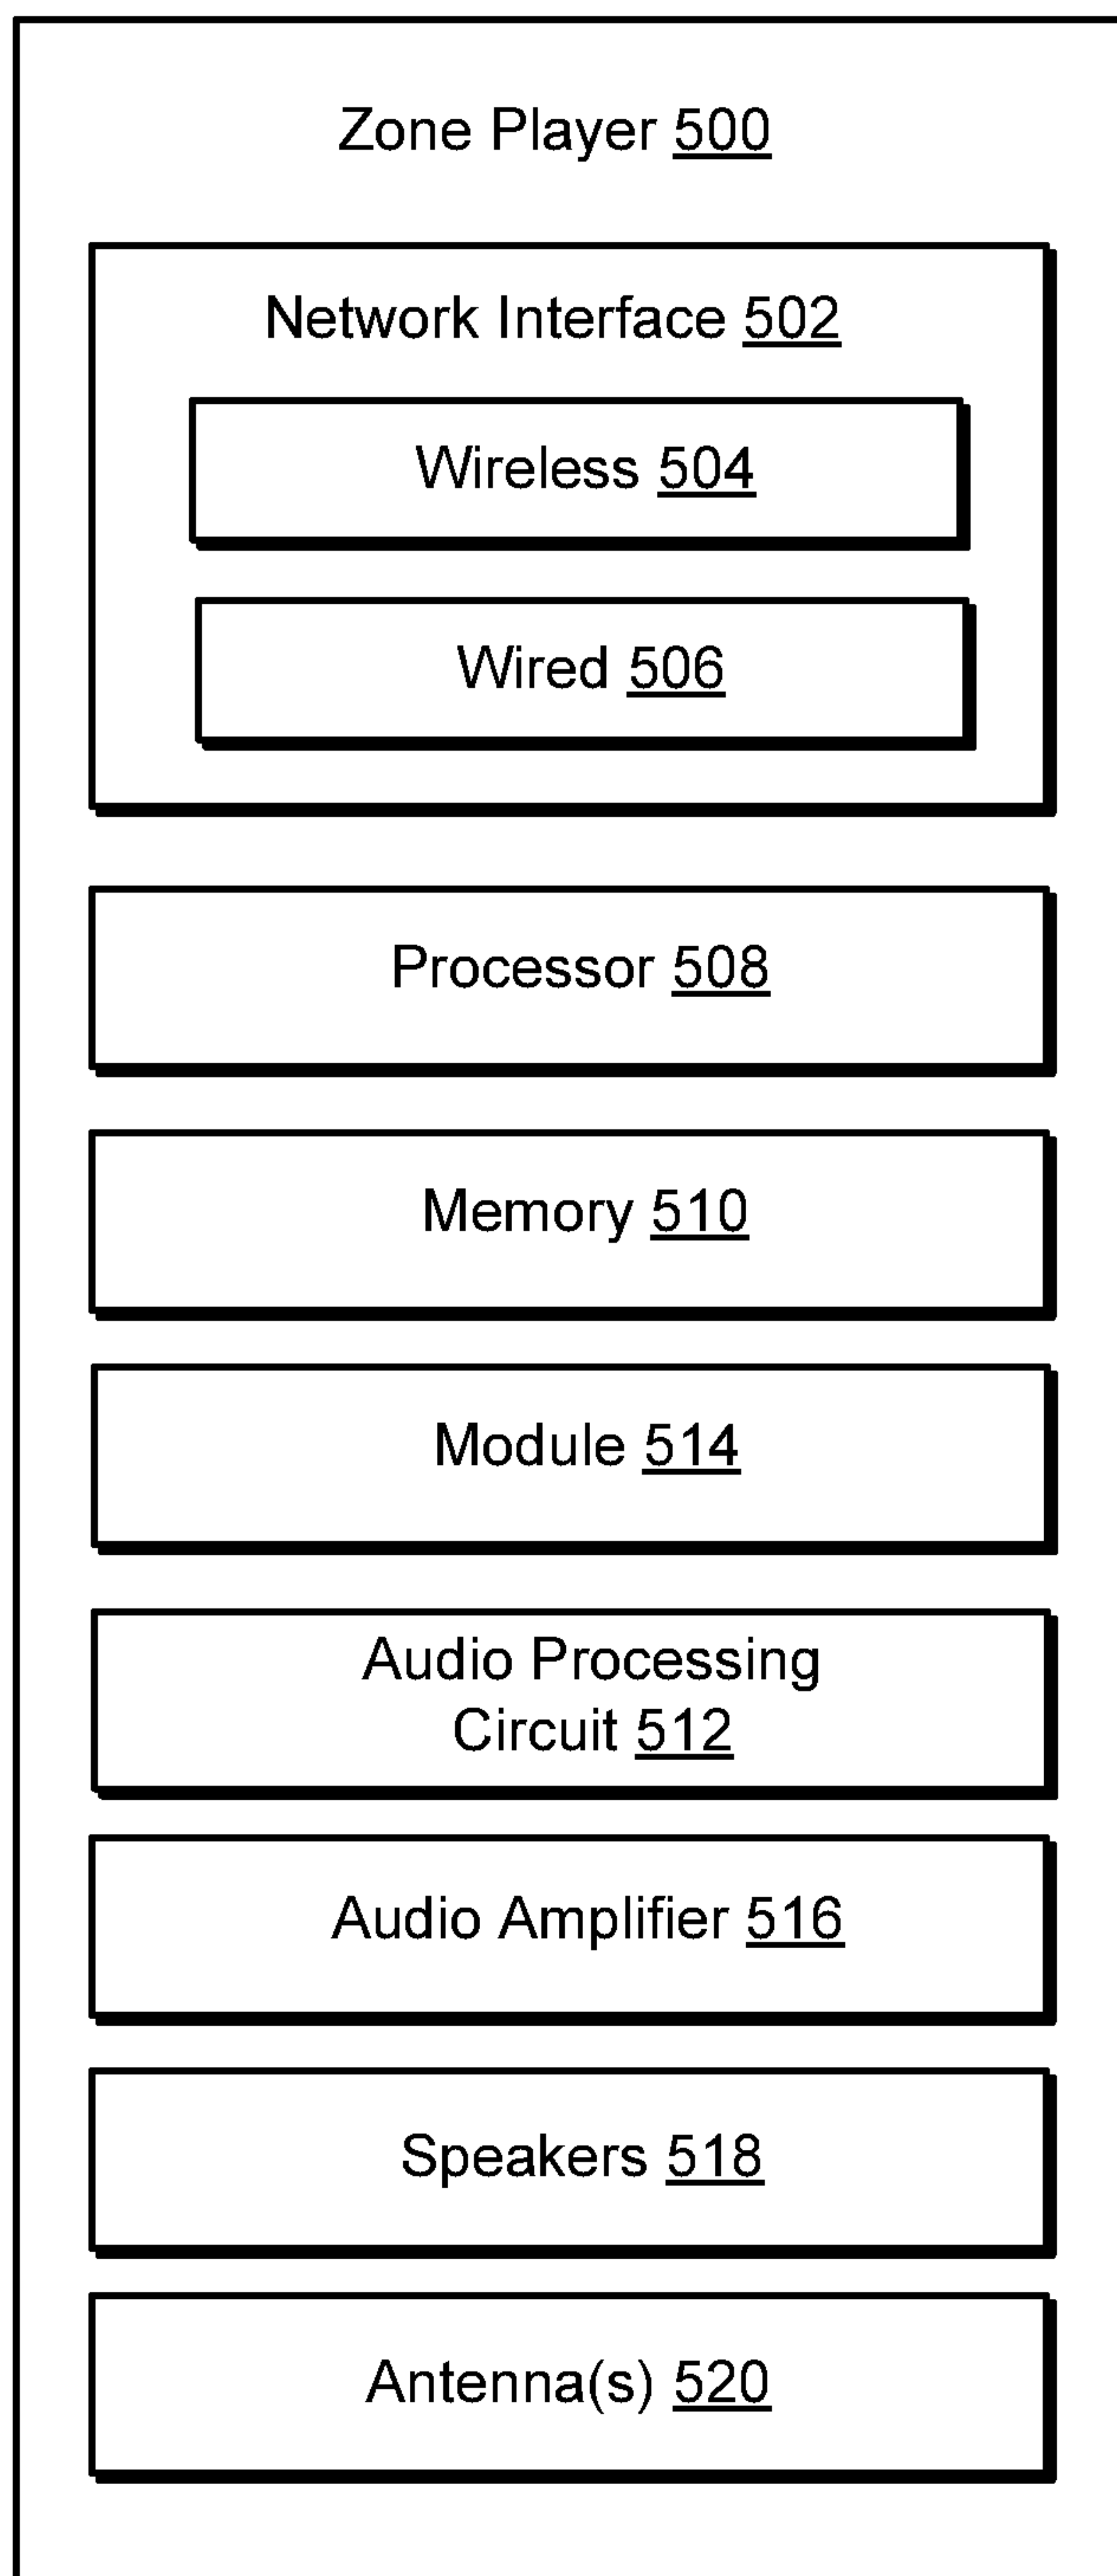 Zone Player 500
Network Interface 502
Wireless 504
Wired 506
Processor 508
Memory 510
Module 514
Audio Processing
Circuit 512
Audio Amplifier 516
Speakers 518
Antenna(s) 520